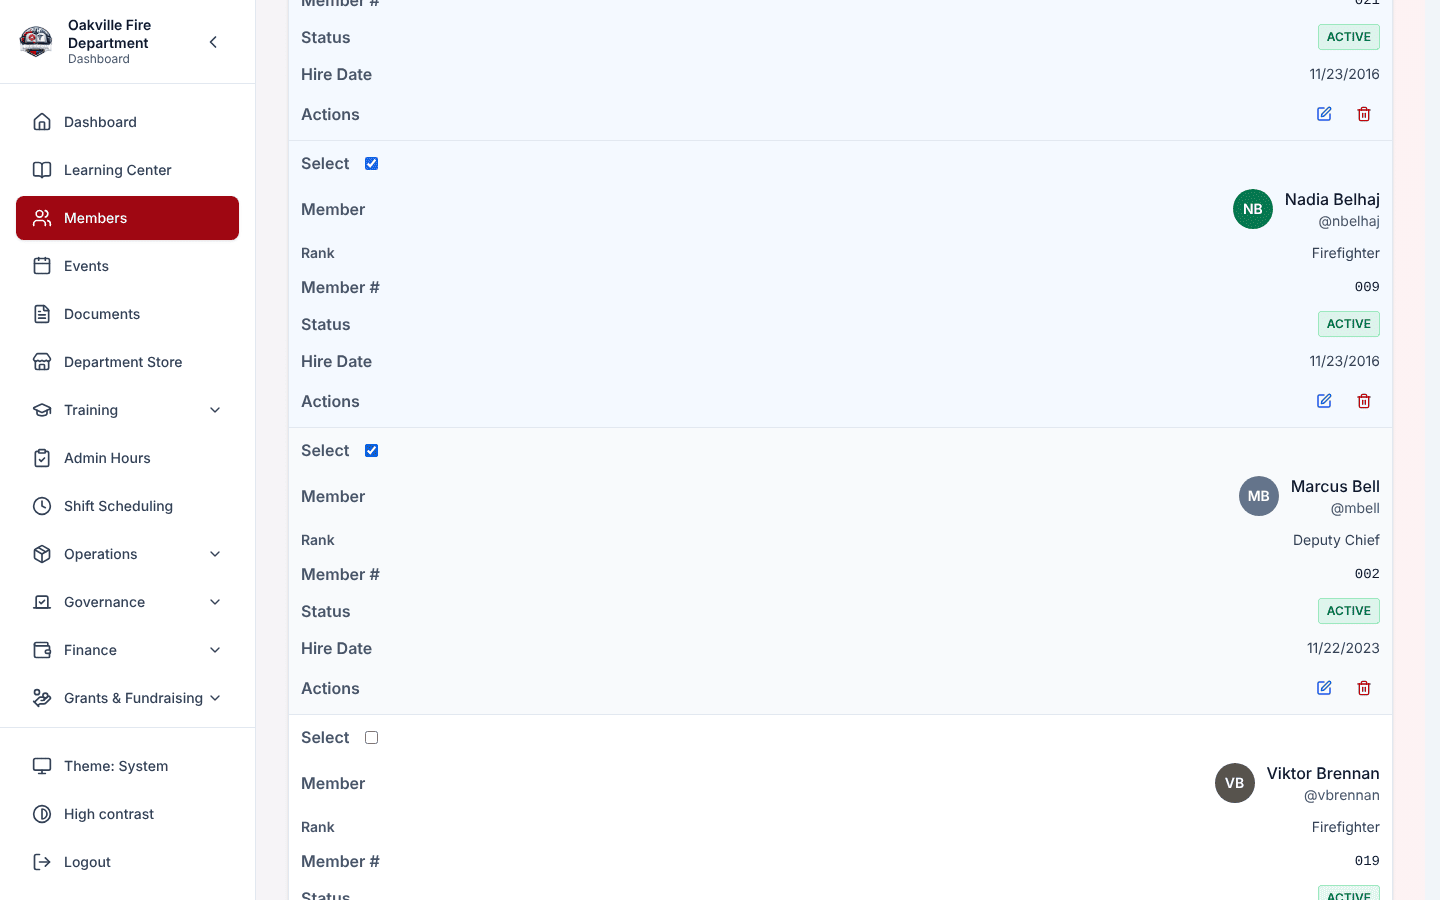 Oakville Fire
Department
Dashboard
Dashboard
Learning Center
Members
Events
Documents
Department Store
Training
Admin Hours
Shift Scheduling
Operations
Governance
Finance
Grants & Fundraising
Theme: System
High contrast
Logout
Member # 021
Status ACTIVE
Hire Date 11/23/2016
Actions
Select
Member NB Nadia Belhaj
@nbelhaj
Rank Firefighter
Member # 009
Status ACTIVE
Hire Date 11/23/2016
Actions
Select
Member MB Marcus Bell
@mbell
Rank Deputy Chief
Member # 002
Status ACTIVE
Hire Date 11/22/2023
Actions
Select
Member VB Viktor Brennan
@vbrennan
Rank Firefighter
Member # 019
Status ACTIVE